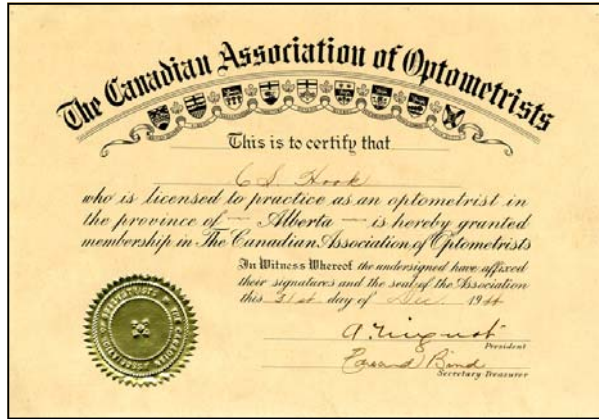 The Canadian Association of Optometrists
This is to certify that
Hook
who is licensed to practice as an optometrist in
the province of — Alberta — is hereby granted
membership in The Canadian Association of Optometrists
In Witness Whereof the undersigned have affixed
their signatures and the seal of the Association
this 31st day of Dec. 1944
President
Secretary-Treasurer